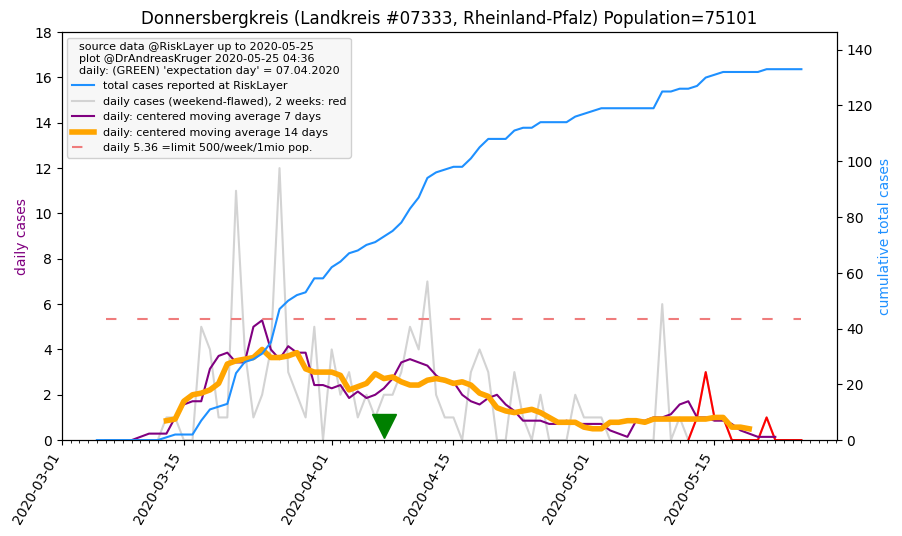 Donnersbergkreis (Landkreis #07333, Rheinland-Pfalz) Population=75101
source data @RiskLayer up to 2020-05-25
plot @DrAndreasKruger 2020-05-25 04:36
daily: (GREEN) 'expectation day' = 07.04.2020
total cases reported at RiskLayer
daily cases (weekend-flawed), 2 weeks: red
daily: centered moving average 7 days
daily: centered moving average 14 days
daily 5.36 =limit 500/week/1mio pop.
daily cases
18
16
14
12
10
8
6
4
2
0
140
120
100
80
60
40
20
0
cumulative total cases
2020-03-01
2020-03-15
2020-04-01
2020-04-15
2020-05-01
2020-05-15